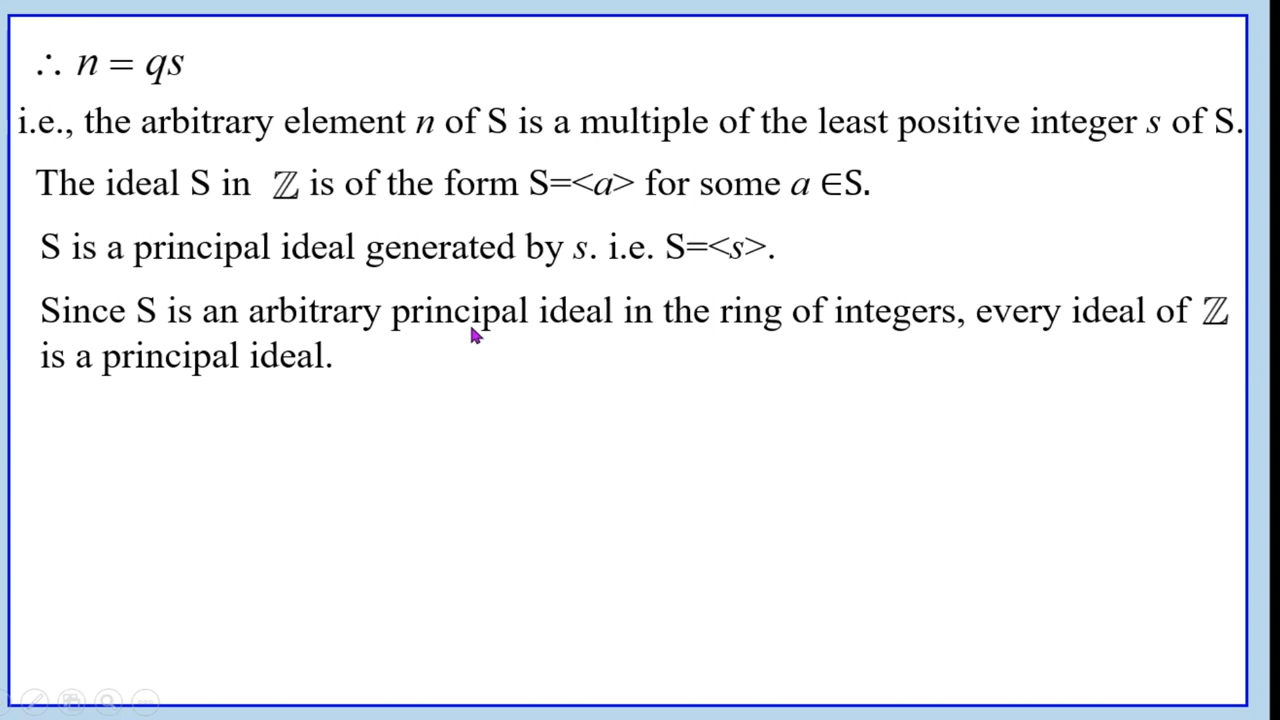 ∴ n = qs
i.e., the arbitrary element n of S is a multiple of the least positive integer s of S.
The ideal S in ℤ is of the form S=<a> for some a ∈S.
S is a principal ideal generated by s. i.e. S=<s>.
Since S is an arbitrary principal ideal in the ring of integers, every ideal of ℤ
is a principal ideal.